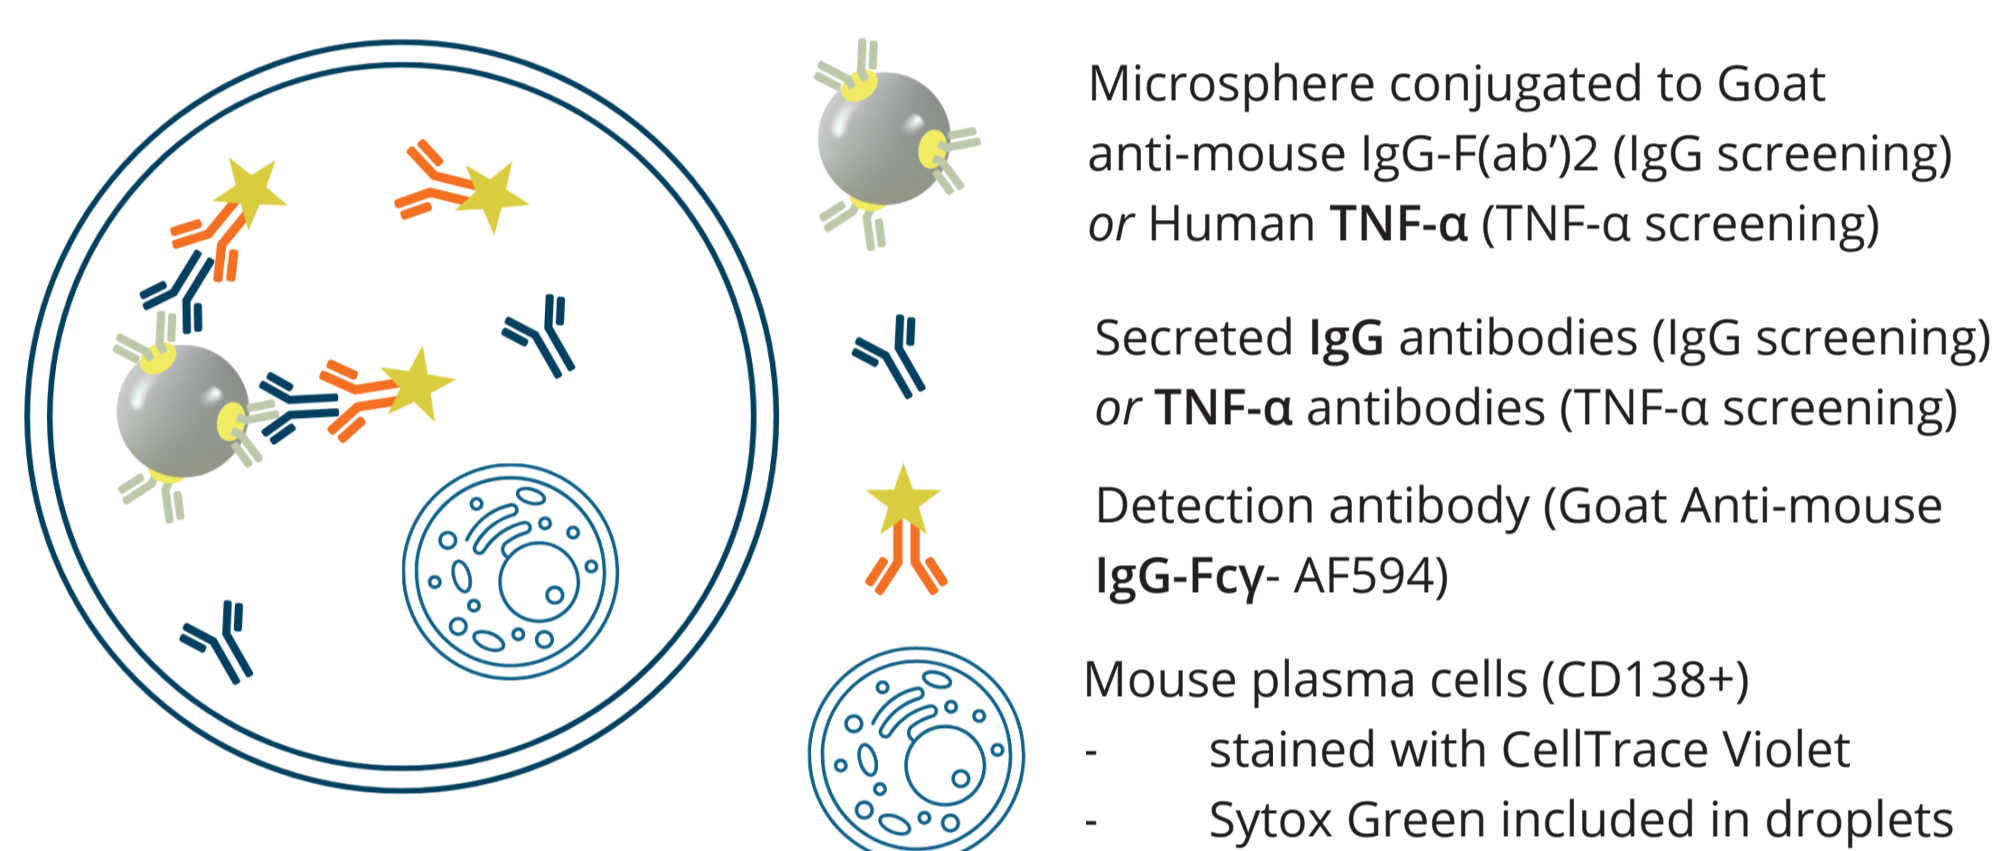 Microsphere conjugated to Goat
anti-mouse IgG-F(ab’)2 (IgG screening)
or Human TNF-α (TNF-α screening)
Secreted IgG antibodies (IgG screening)
or TNF-α antibodies (TNF-α screening)
Detection antibody (Goat Anti-mouse
IgG-Fcγ- AF594)
Mouse plasma cells (CD138+)
- stained with CellTrace Violet
- Sytox Green included in droplets